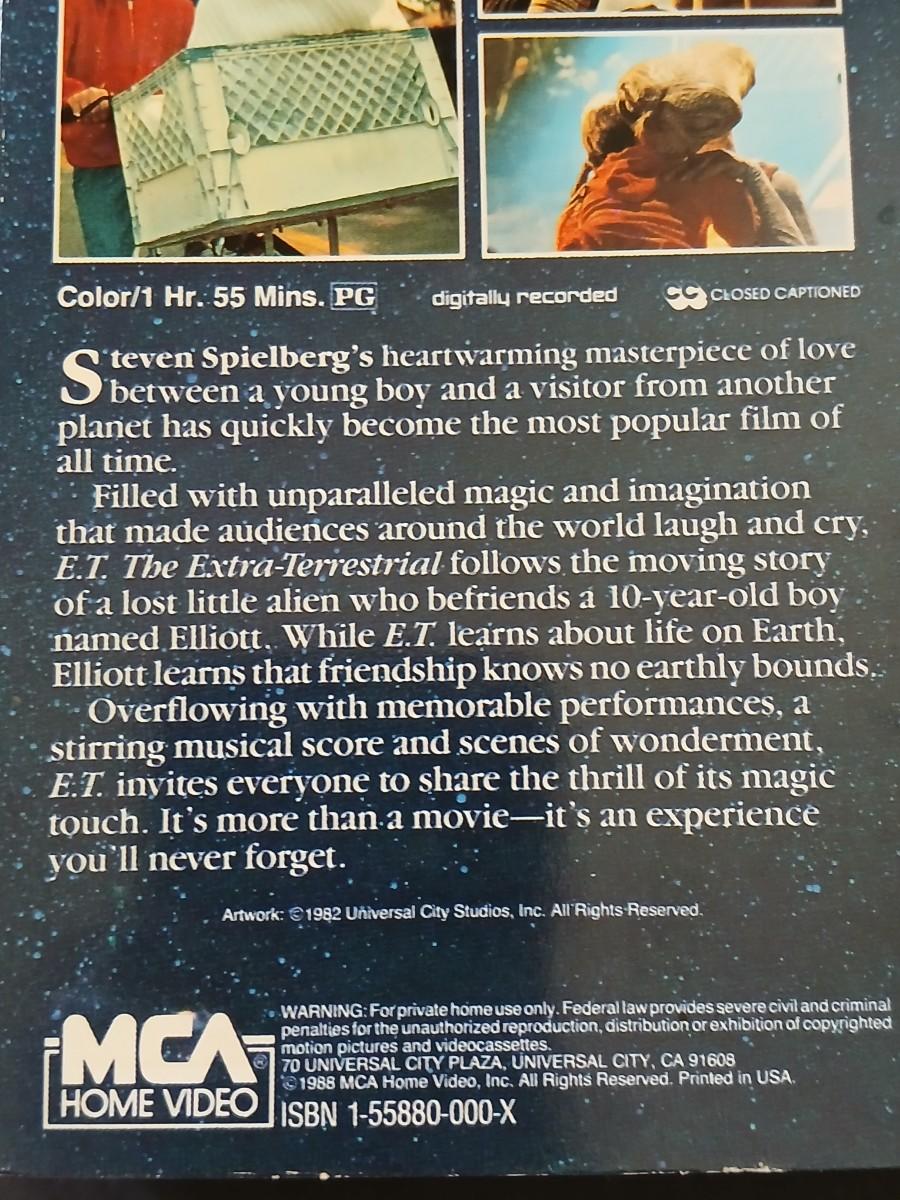 Color/1 Hr. 55 Mins. PG digitally recorded CLOSED CAPTIONED
Steven Spielberg's heartwarming masterpiece of love
between a young boy and a visitor from another
planet has quickly become the most popular film of
all time.
Filled with unparalleled magic and imagination
that made audiences around the world laugh and cry,
E.T. The Extra-Terrestrial follows the moving story
of a lost little alien who befriends a 10-year-old boy
named Elliott. While E.T. learns about life on Earth,
Elliott learns that friendship knows no earthly bounds.
Overflowing with memorable performances, a
stirring musical score and scenes of wonderment,
E.T. invites everyone to share the thrill of its magic
touch. It's more than a movie—it's an experience
you'll never forget.
Artwork: ©1982 Universal City Studios, Inc. All Rights Reserved.
MCA®
HOME VIDEO
WARNING: For private home use only. Federal law provides severe civil and criminal
penalties for the unauthorized reproduction, distribution or exhibition of copyrighted
motion pictures and videocassettes.
70 UNIVERSAL CITY PLAZA, UNIVERSAL CITY, CA 91608
©1988 MCA Home Video, Inc. All Rights Reserved. Printed in USA.
ISBN 1-55880-000-X